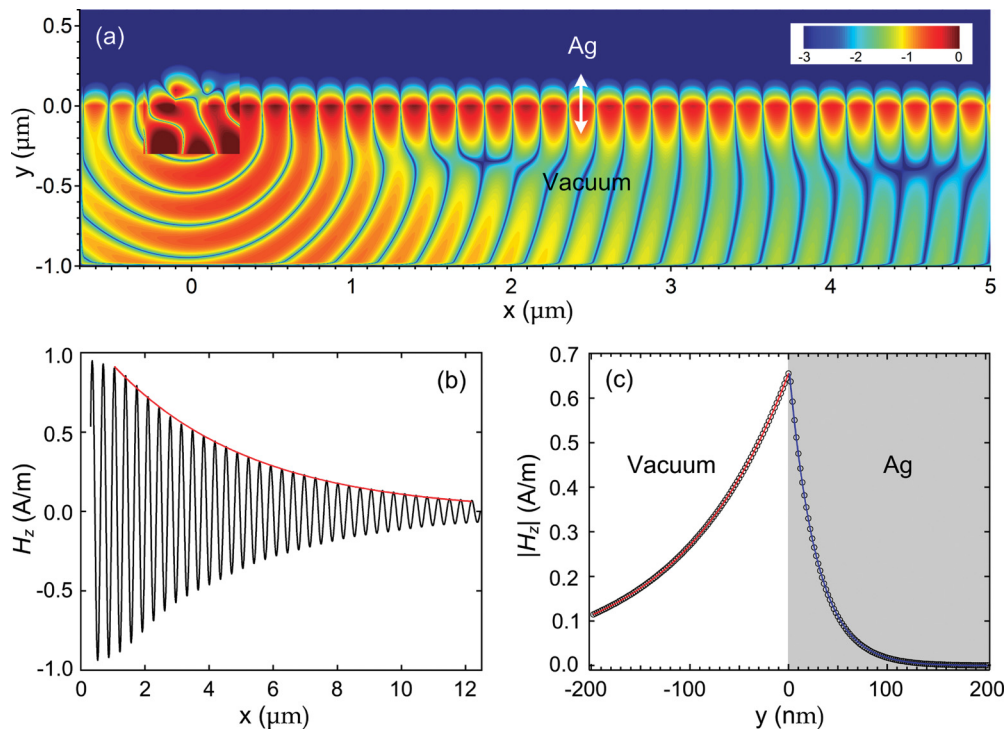 (a)
Ag
Vacuum
-3 -2 -1 0
y (μm)
0.5
0.0
-0.5
-1.0
0 1 2 3 4 5
x (μm)
(b)
Hz (A/m)
1.0
0.5
0.0
-0.5
-1.0
0 2 4 6 8 10 12
x (μm)
(c)
Vacuum
Ag
|Hz| (A/m)
0.7
0.6
0.5
0.4
0.3
0.2
0.1
0.0
-200 -100 0 100 200
y (nm)